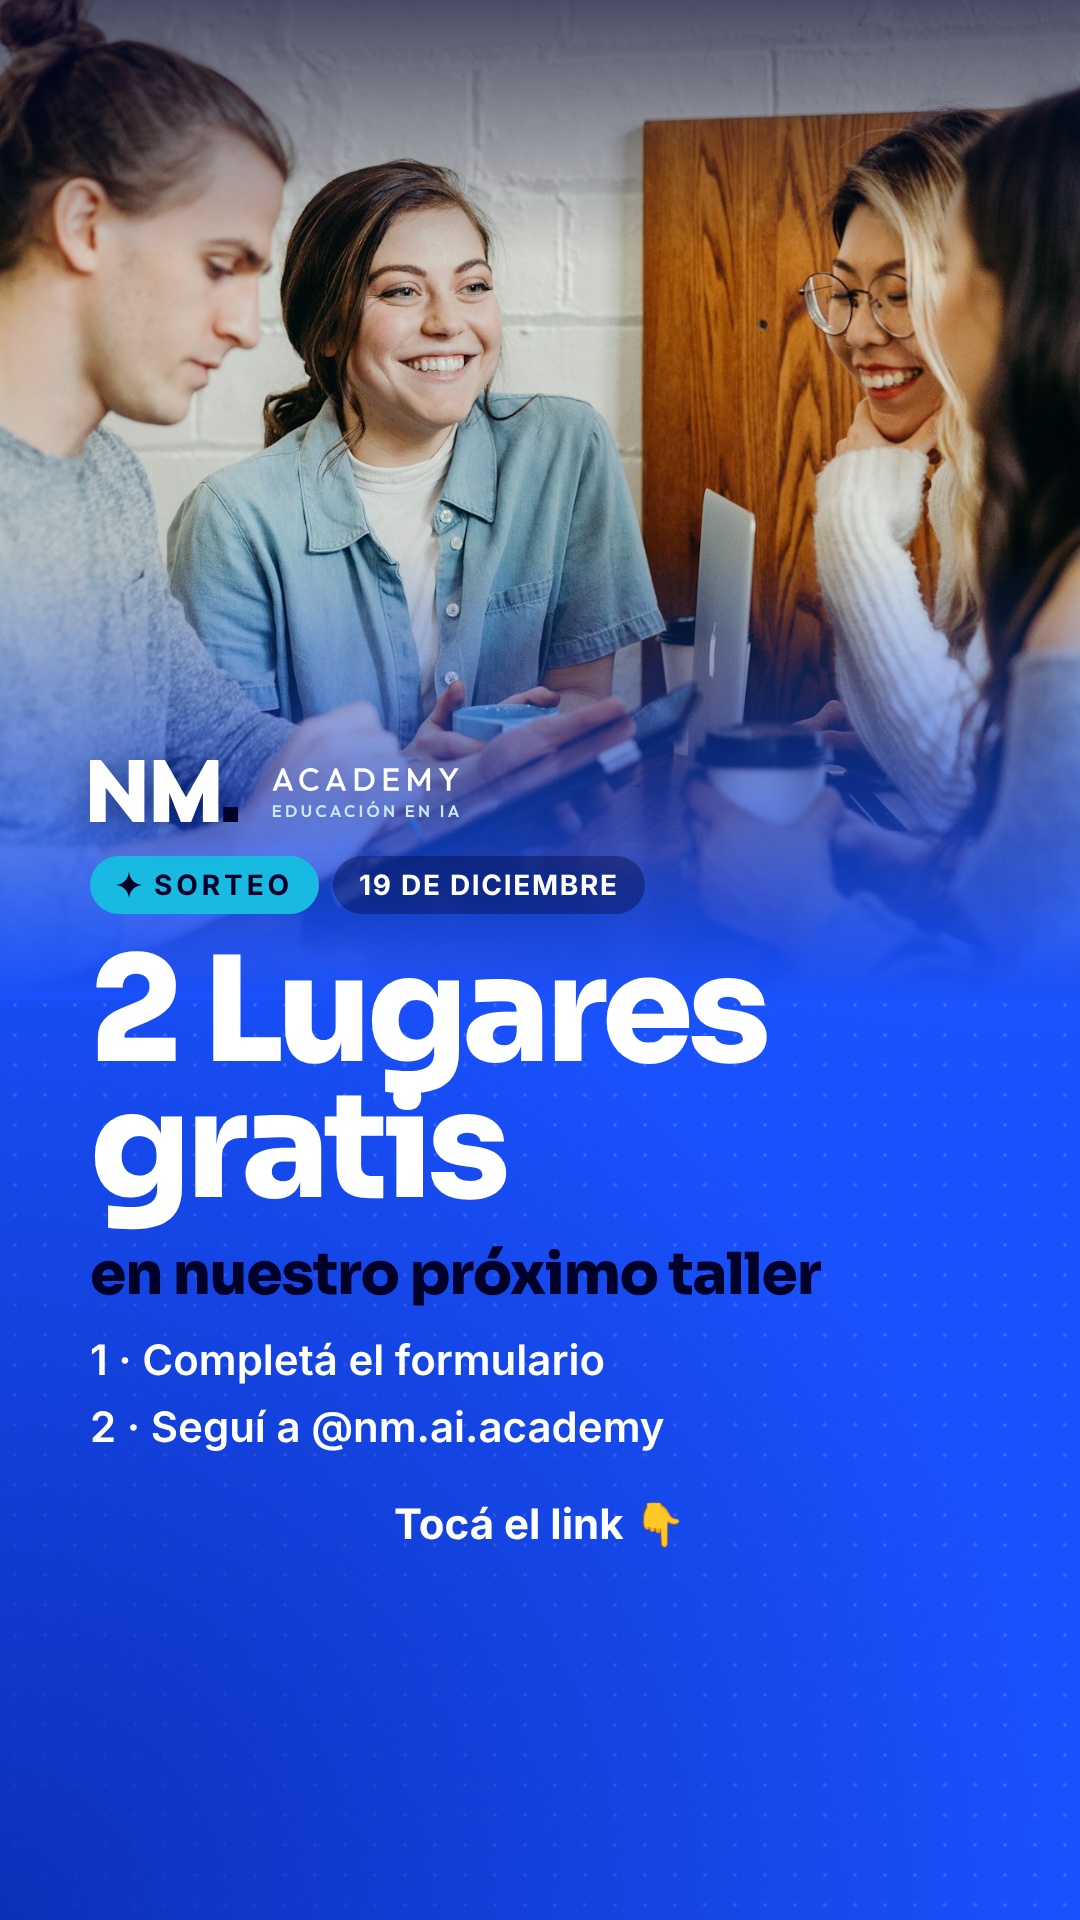 NM.
ACADEMY
EDUCACIÓN EN IA
✦ SORTEO
19 DE DICIEMBRE
2 Lugares
gratis
en nuestro próximo taller
1 · Completá el formulario
2 · Seguí a @nm.ai.academy
Tocá el link 👇